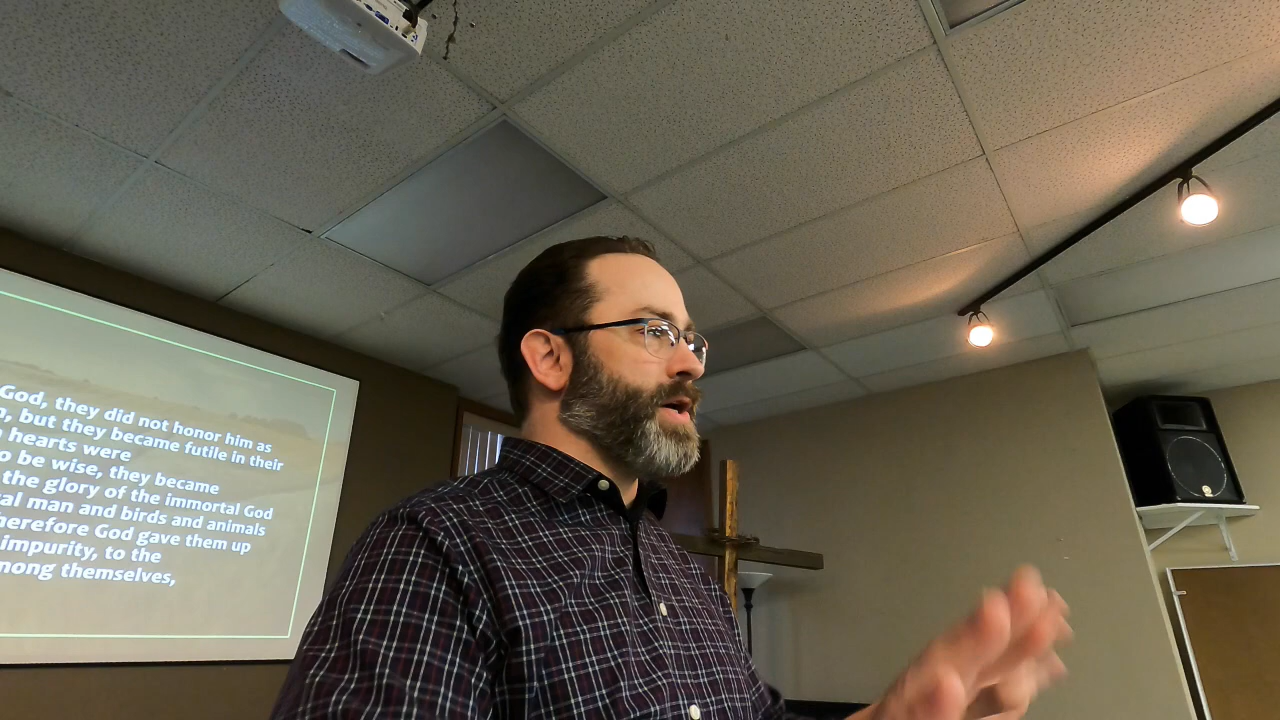 God, they did not honor him as
, but they became futile in their
hearts were
o be wise, they became
the glory of the immortal God
al man and birds and animals
herefore God gave them up
impurity, to the
mong themselves,